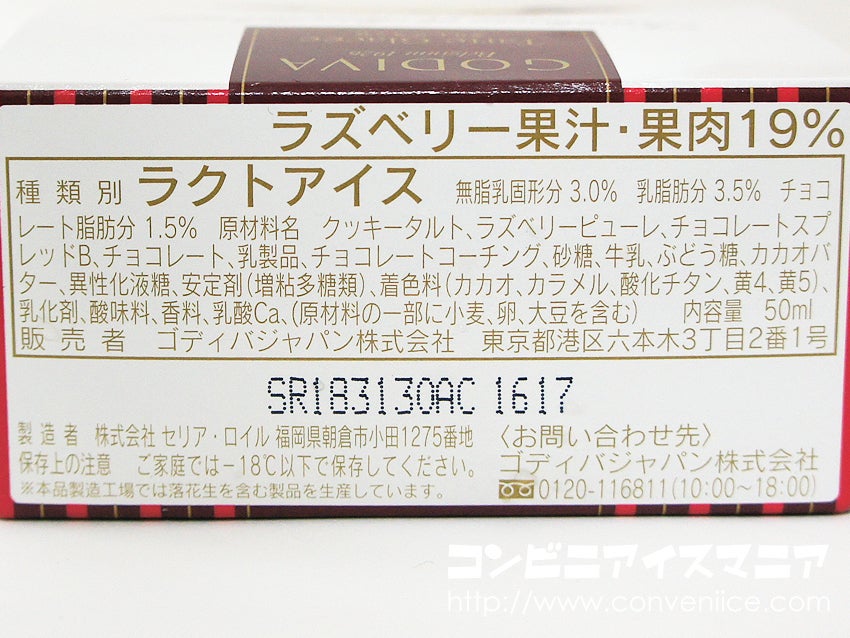 GODIVA
Belgium 1926
ラズベリー果汁・果肉19%
種類別 ラクトアイス 無脂乳固形分 3.0% 乳脂肪分 3.5% チョコ
レート脂肪分 1.5% 原材料名 クッキータルト、ラズベリーピューレ、チョコレートスプ
レッドB、チョコレート、乳製品、チョコレートコーチング、砂糖、牛乳、ぶどう糖、カカオバ
ター、異性化液糖、安定剤(増粘多糖類)、着色料(カカオ、カラメル、酸化チタン、黄4、黄5)、
乳化剤、酸味料、香料、乳酸Ca、(原材料の一部に小麦、卵、大豆を含む) 内容量 50ml
販売者 ゴディバジャパン株式会社 東京都港区六本木3丁目2番1号
SR183130AC 1617
製造者 株式会社 セリア・ロイル 福岡県朝倉市小田1275番地
保存上の注意 ご家庭では−18℃以下で保存してください。
※本品製造工場では落花生を含む製品を生産しています。
〈お問い合わせ先〉
ゴディバジャパン株式会社
0120-116811(10:00〜18:00)
コンビニアイスマニア
http://www.conveniice.com/